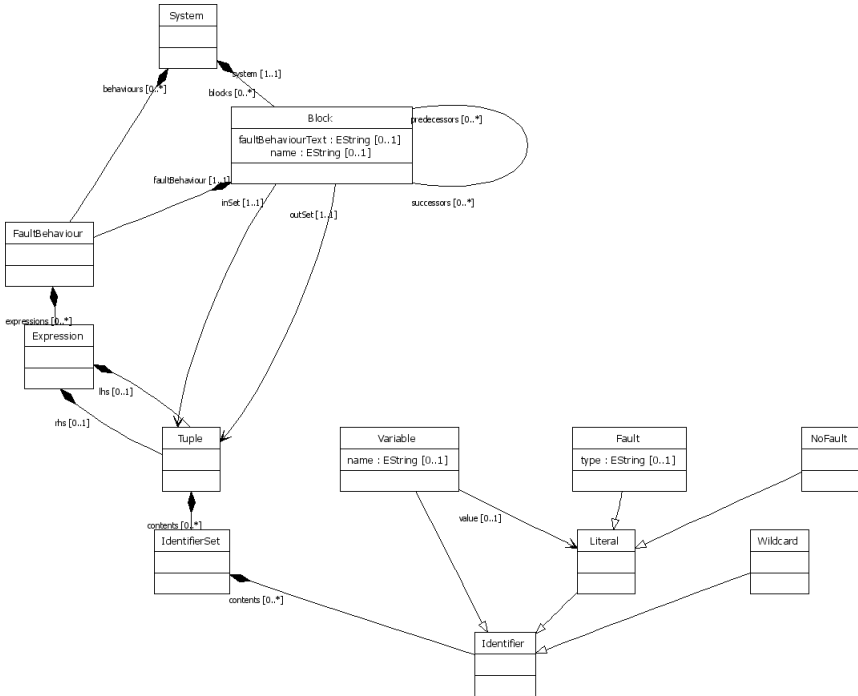 System
system [1..1]
behaviours [0..*]
blocks [0..*]
Block
predecessors [0..*]
faultBehaviourText : EString [0..1]
name : EString [0..1]
faultBehaviour [1..1]
inSet [1..1]
successors [0..*]
outSet [1..1]
FaultBehaviour
expressions [0..*]
Expression
lhs [0..1]
rhs [0..1]
Tuple
Variable
Fault
NoFault
name : EString [0..1]
type : EString [0..1]
contents [0..*]
value [0..1]
IdentifierSet
Literal
Wildcard
contents [0..*]
Identifier